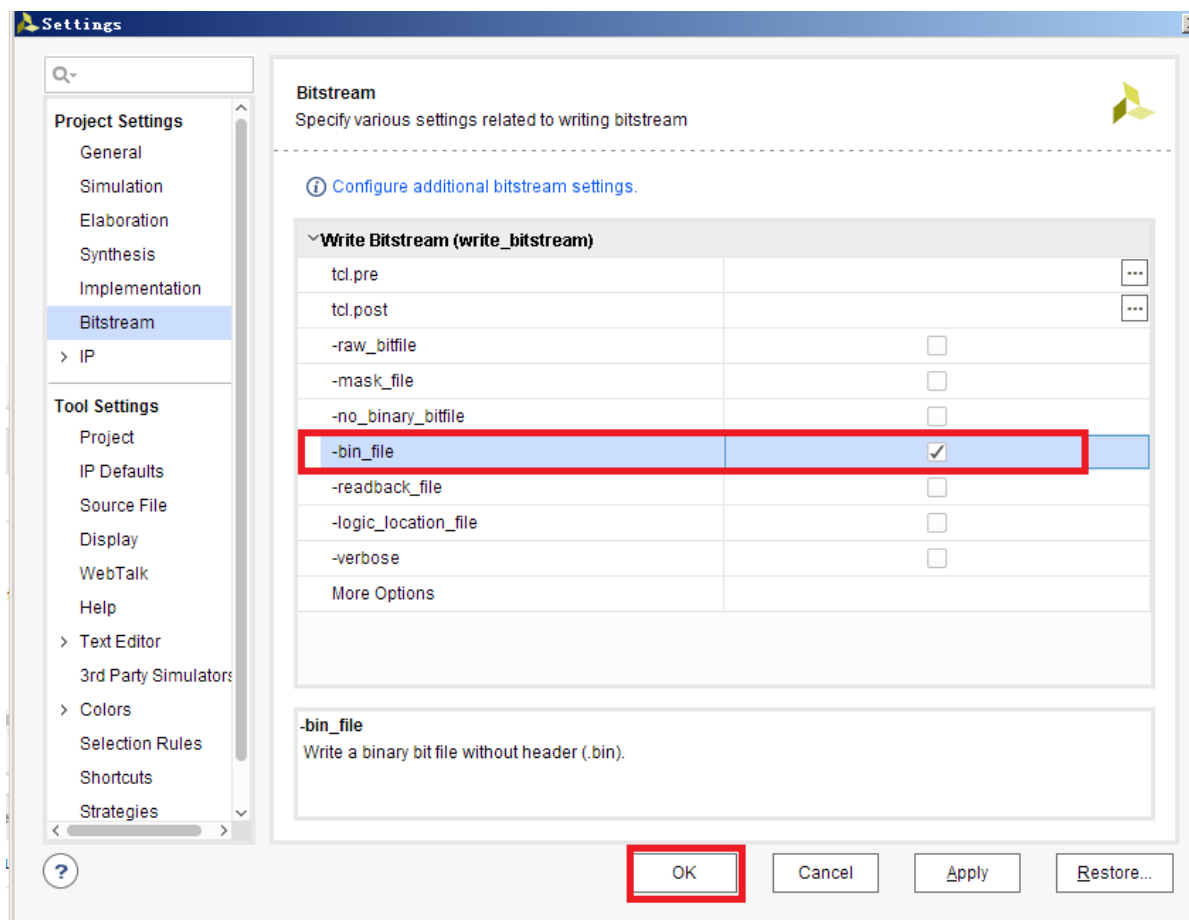 Settings
Project Settings
General
Simulation
Elaboration
Synthesis
Implementation
Bitstream
IP
Tool Settings
Project
IP Defaults
Source File
Display
WebTalk
Help
Text Editor
3rd Party Simulators
Colors
Selection Rules
Shortcuts
Strategies
Bitstream
Specify various settings related to writing bitstream
Configure additional bitstream settings.
Write Bitstream (write_bitstream)
tcl.pre
...
tcl.post
...
-raw_bitfile
-mask_file
-no_binary_bitfile
-bin_file
-readback_file
-logic_location_file
-verbose
More Options
-bin_file
Write a binary bit file without header (.bin).
?
OK
Cancel
Apply
Restore...